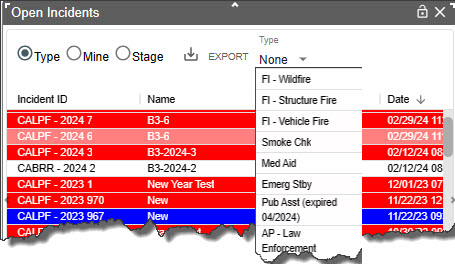 Open Incidents
Type
Type Mine Stage EXPORT None
FI - Wildfire
FI - Structure Fire
FI - Vehicle Fire
Smoke Chk
Med Aid
Emerg Stby
Pub Asst (expired
04/2024)
AP - Law
Enforcement
Incident ID Name Date
CALPF - 2024 7 B3-6 02/29/24 11
CALPF - 2024 6 B3-6 02/29/24 11
CALPF - 2024 3 B3-2024-3 02/12/24 08
CABRR - 2024 2 B3-2024-2 02/12/24 08
CALPF - 2023 1 New Year Test 12/01/23 07
CALPF - 2023 970 New 11/22/23 12
CALPF - 2023 967 New 11/22/23 09